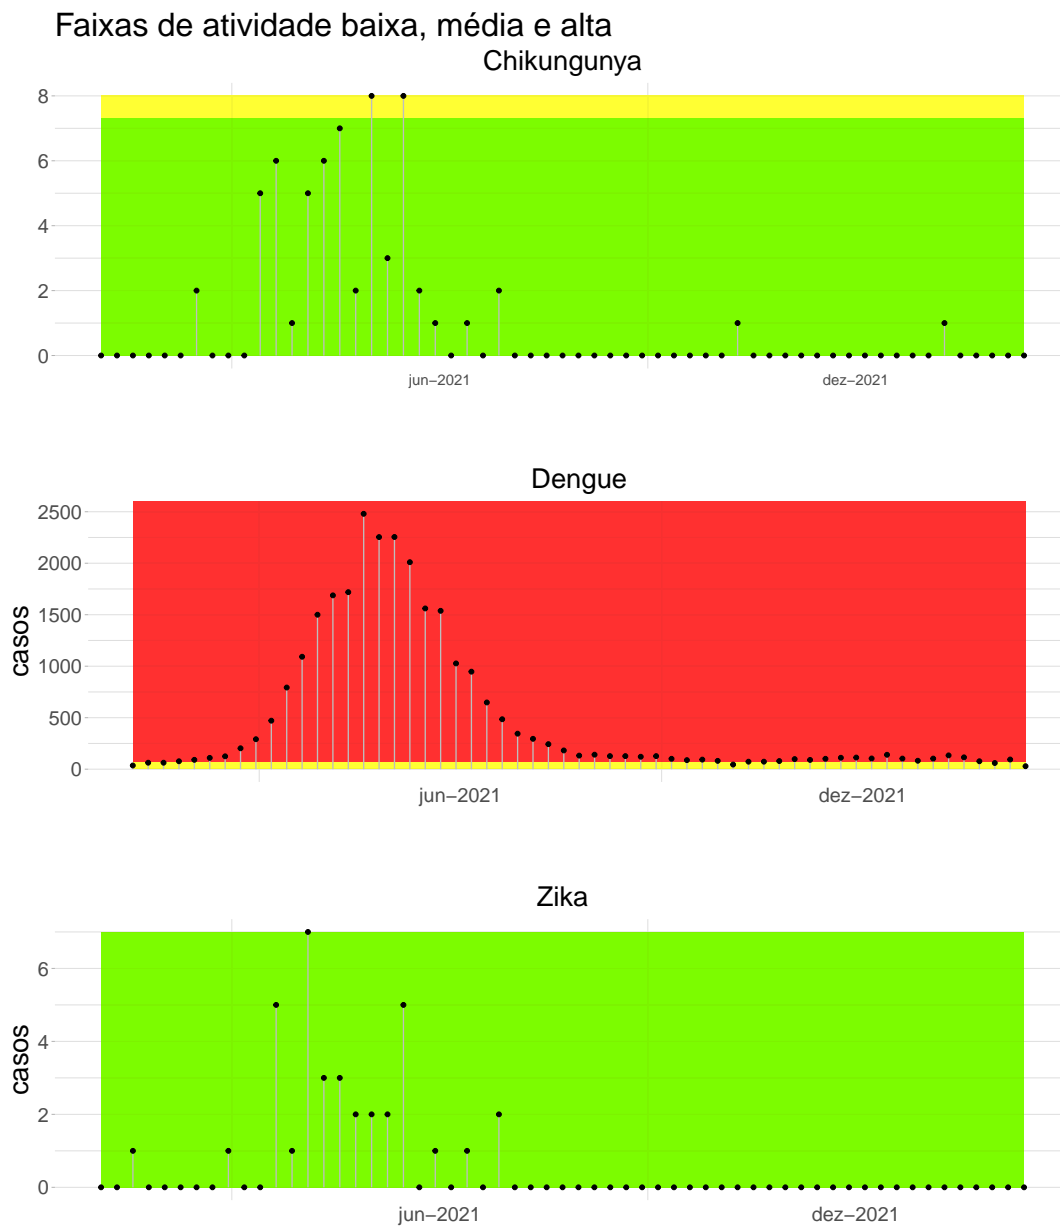 Faixas de atividade baixa, média e alta
Chikungunya
8
6
4
2
0
jun−2021 dez−2021
Dengue
casos
2500
2000
1500
1000
500
0
jun−2021 dez−2021
Zika
casos
6
4
2
0
jun−2021 dez−2021